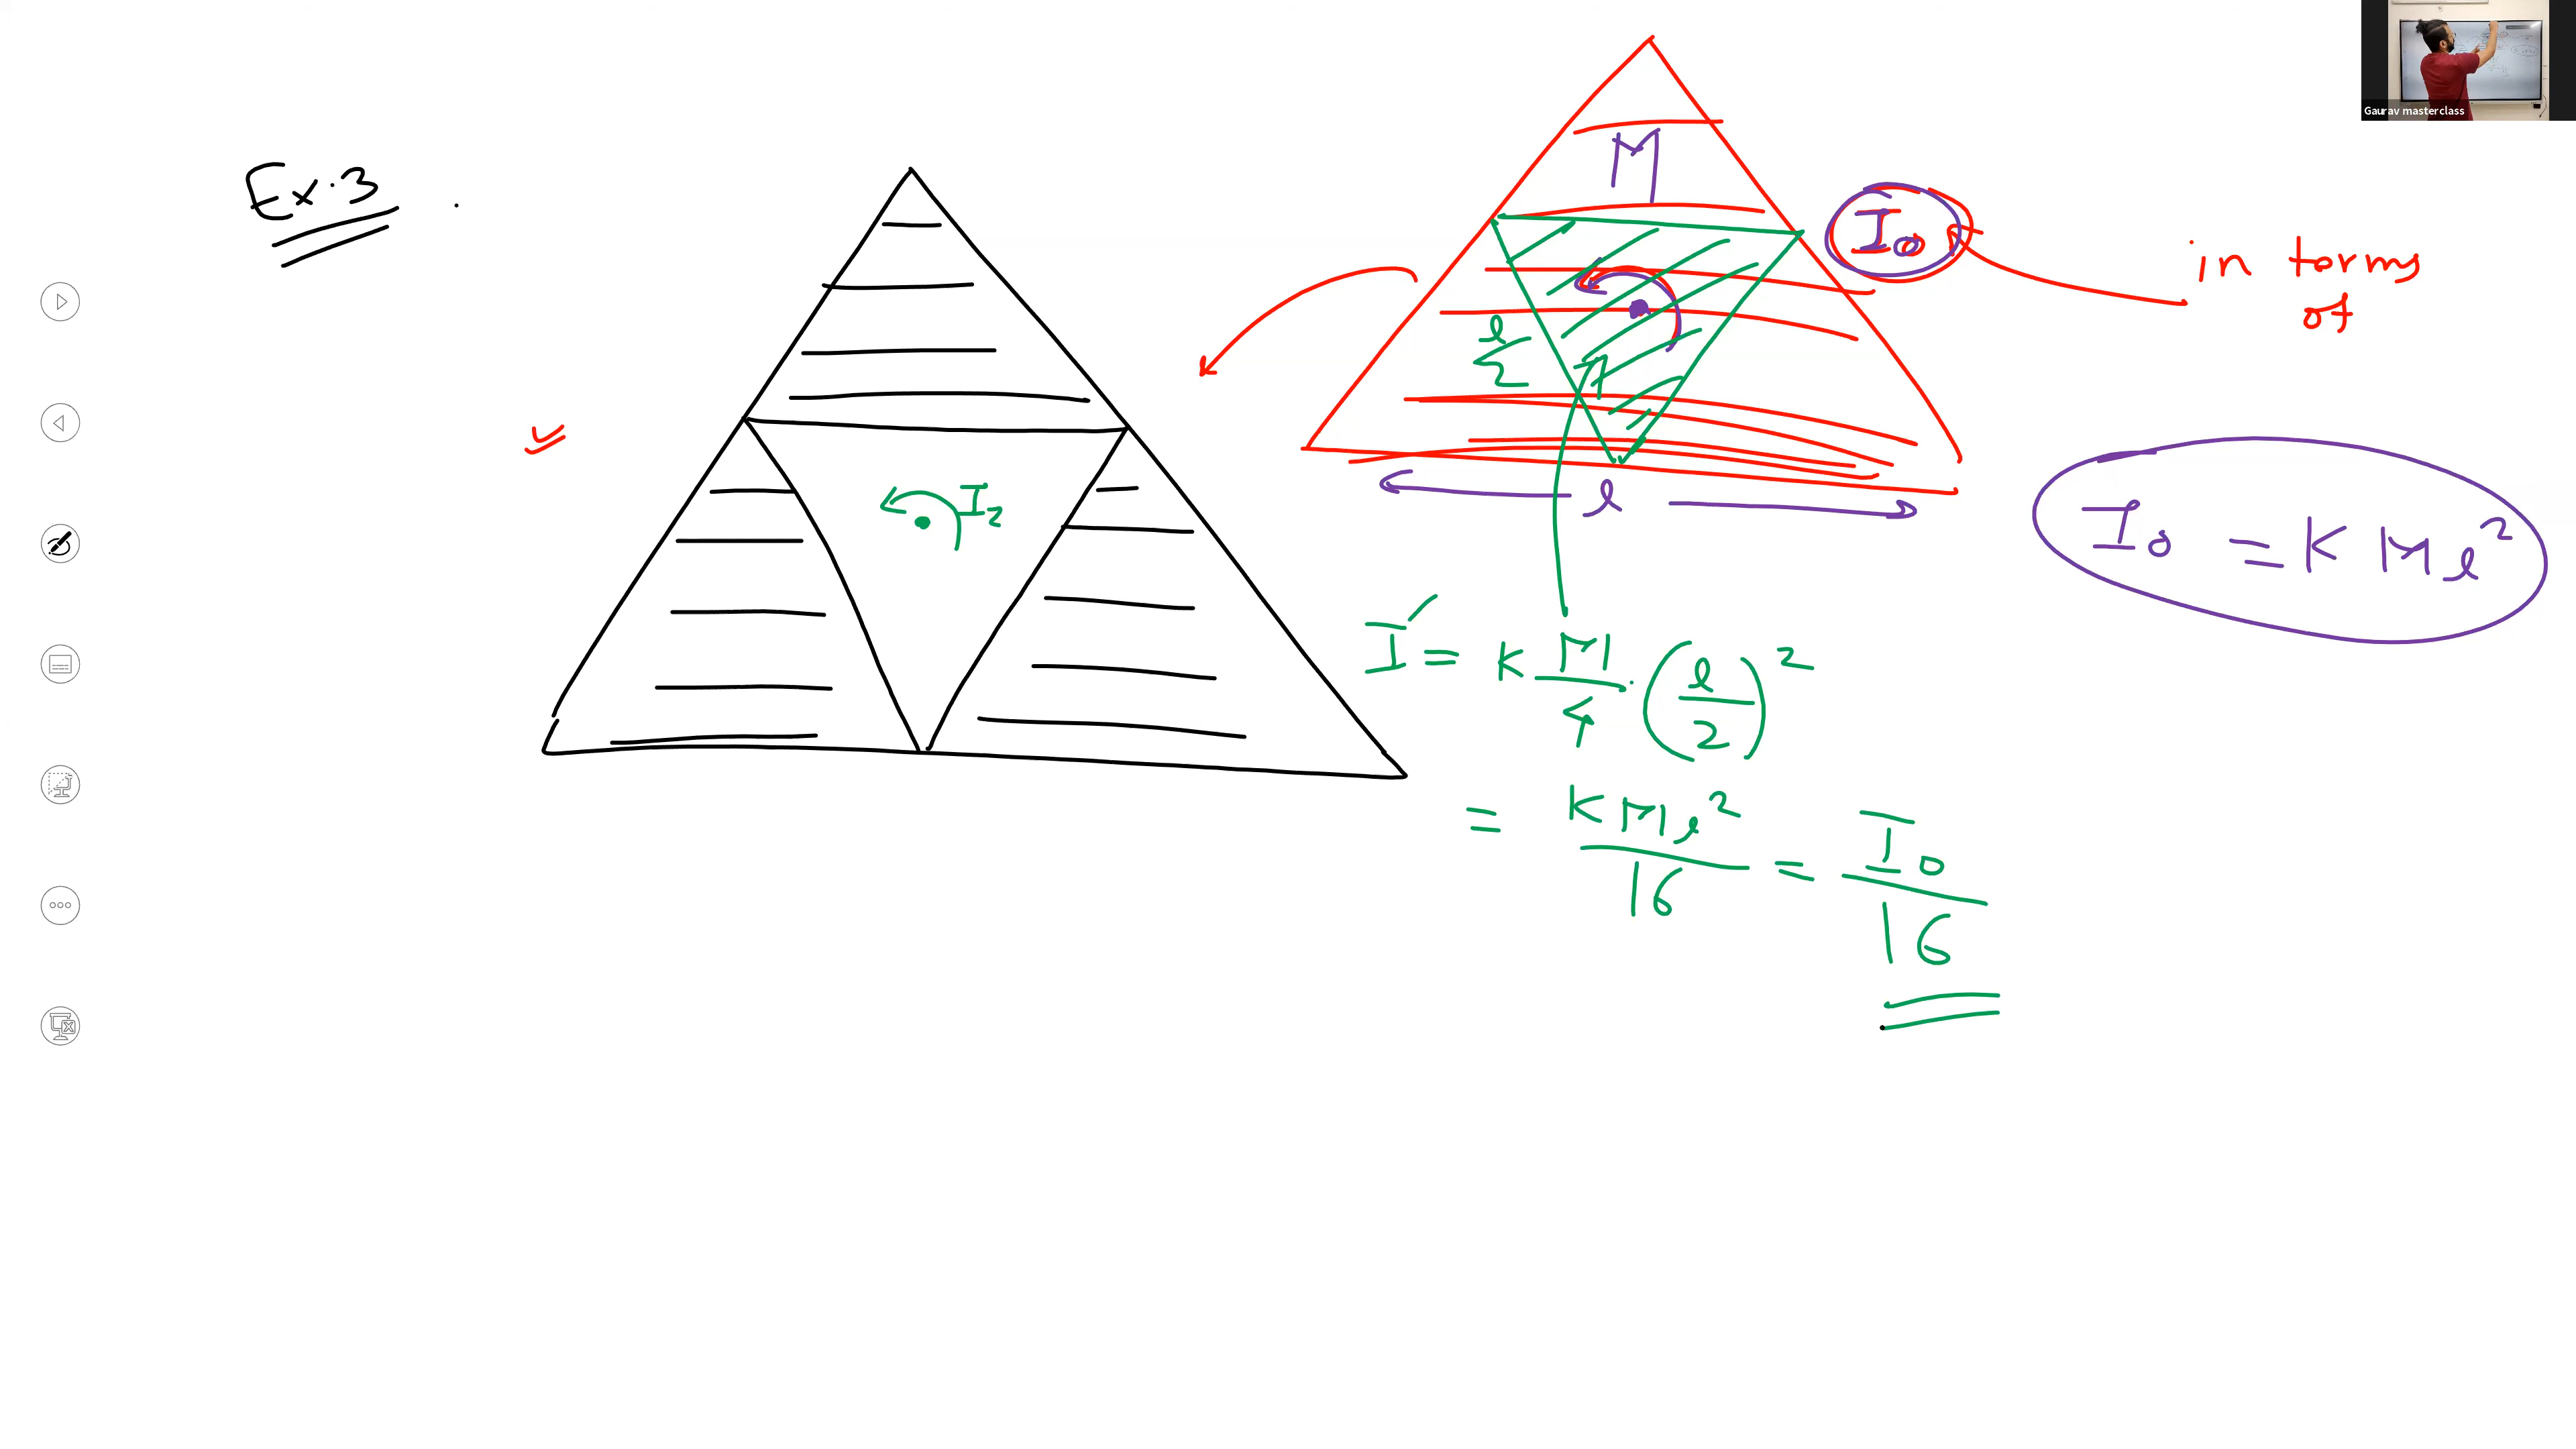 Ex.3
Gaurav masterclass
M
I₀
in terms
of
l/2
l
I₂
I₀ = K M l²
I' = K M/4 . (l/2)²
= K M l²/16 = I₀/16